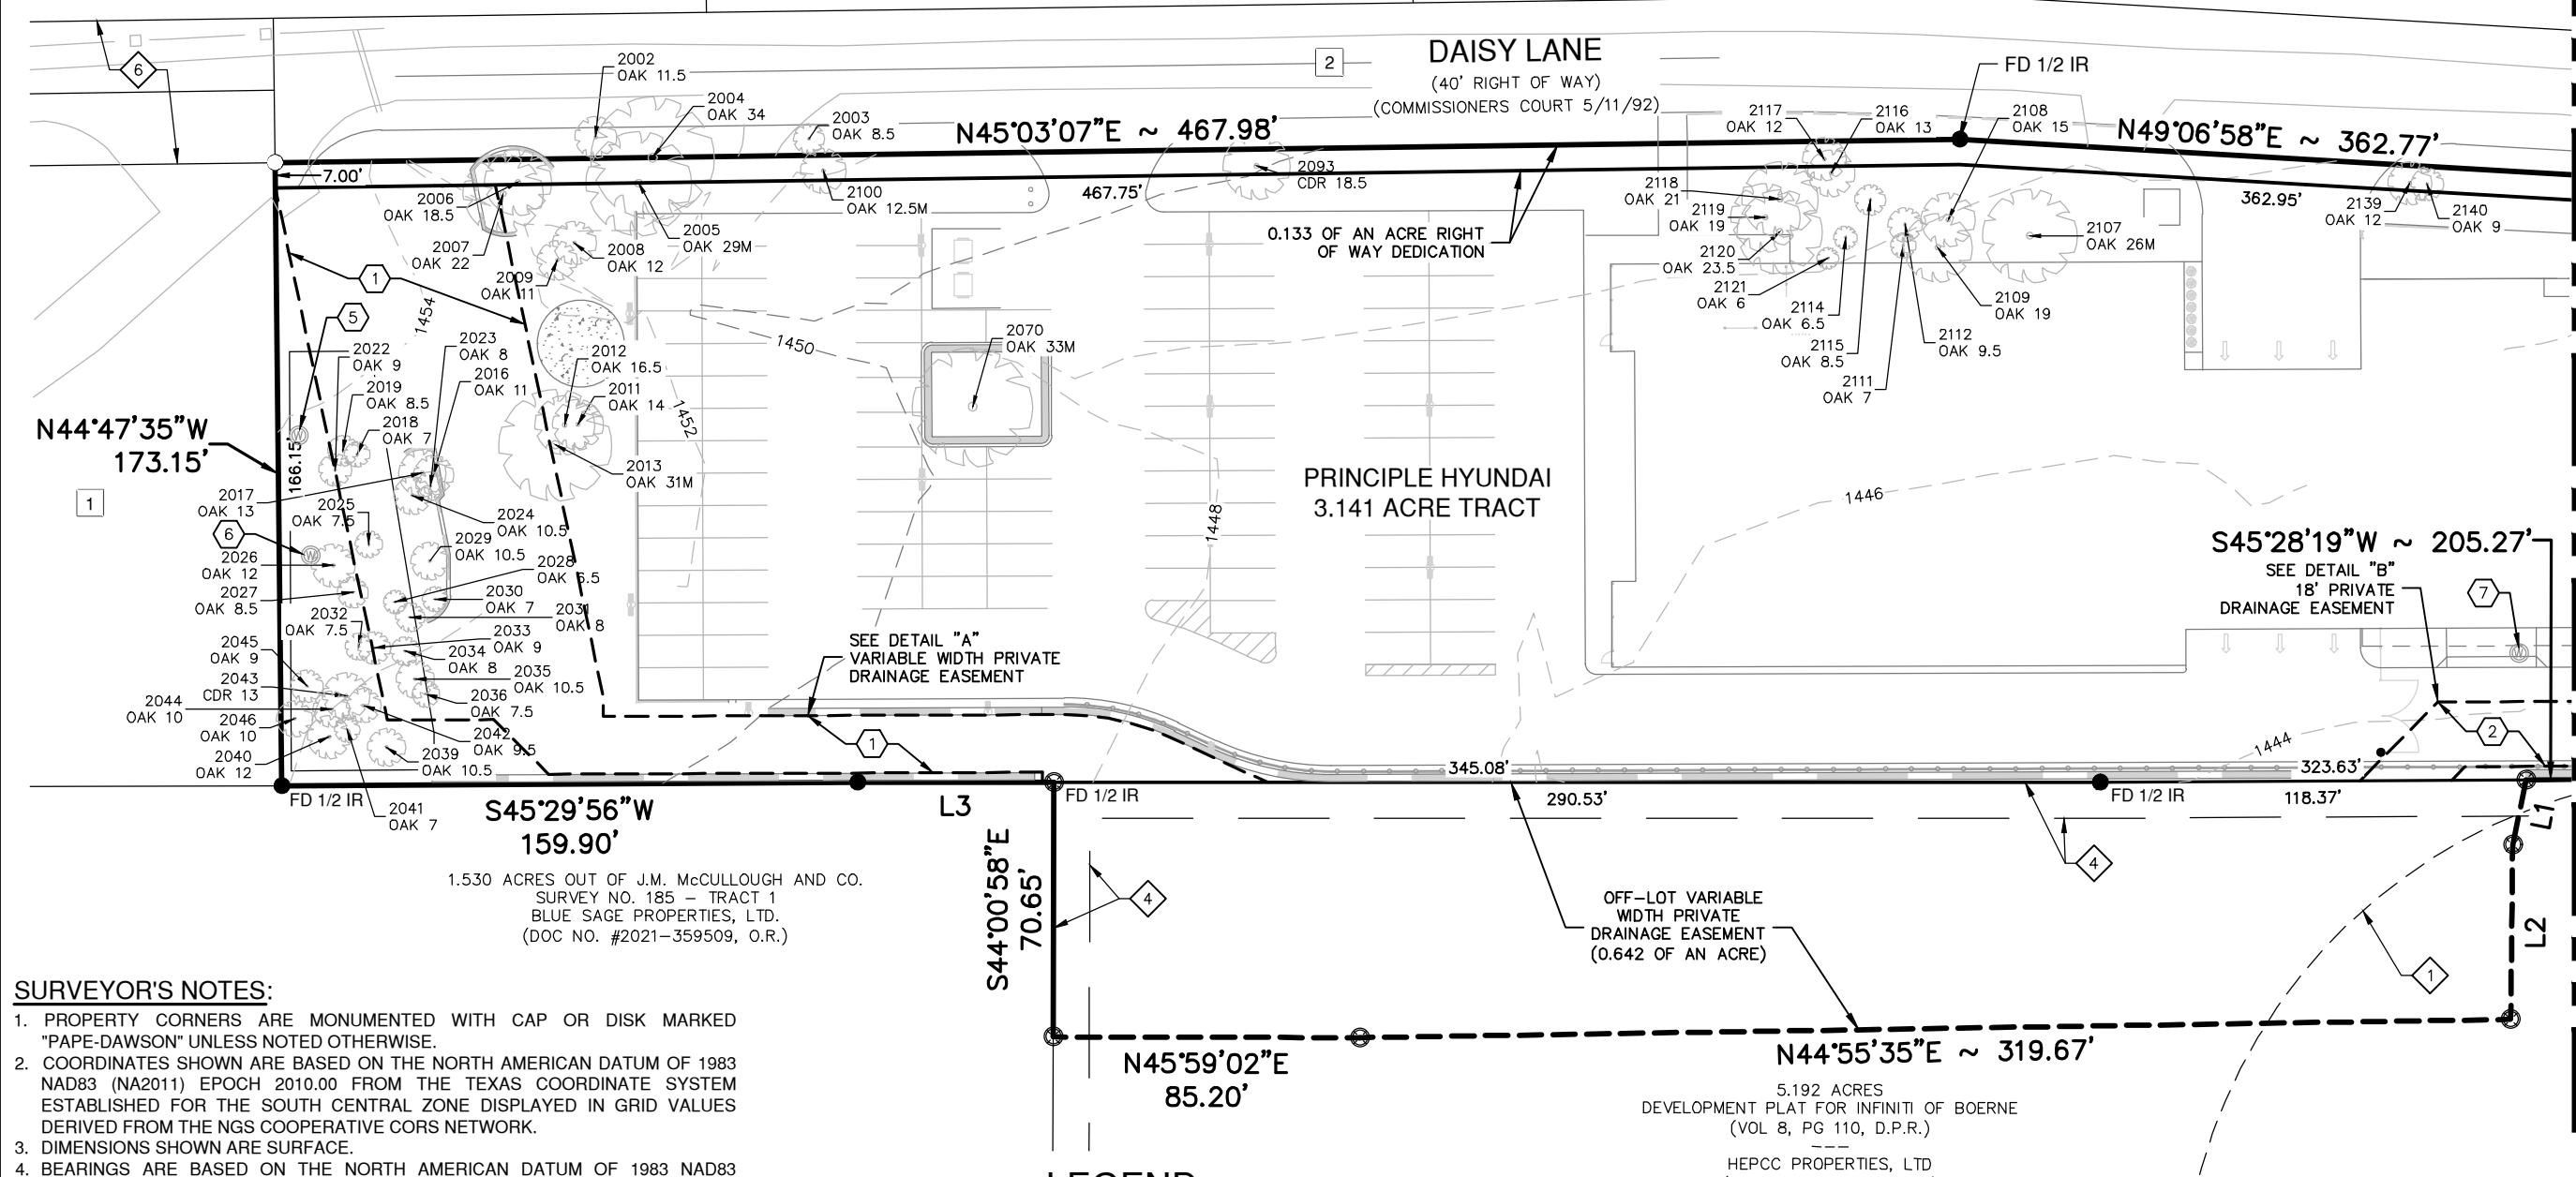 DAISY LANE
(40' RIGHT OF WAY)
(COMMISSIONERS COURT 5/11/92)
2
FD 1/2 IR
6
N45°03'07"E ~ 467.98'
N49°06'58"E ~ 362.77'
7.00'
467.75'
362.95'
2002
OAK 11.5
2004
OAK 34
2003
OAK 8.5
2100
OAK 12.5M
2093
CDR 18.5
2117
OAK 12
2116
OAK 13
2108
OAK 15
2006
OAK 18.5
2007
OAK 22
2008
OAK 12
2009
OAK 11
2005
OAK 29M
0.133 OF AN ACRE RIGHT
OF WAY DEDICATION
2118
OAK 21
2119
OAK 19
2120
OAK 23.5
2121
OAK 6
2114
OAK 6.5
2115
OAK 8.5
2111
OAK 7
2112
OAK 9.5
2109
OAK 19
2107
OAK 26M
2139
OAK 12
2140
OAK 9
1
5
1454
1450
1452
1448
1446
1444
2022
OAK 9
2023
OAK 8
2019
OAK 8.5
2016
OAK 11
2018
OAK 7
2012
OAK 16.5
2011
OAK 14
2013
OAK 31M
2070
OAK 33M
N44°47'35"W
173.15'
166.15'
1
W
2017
OAK 13
2025
OAK 7.5
2024
OAK 10.5
6
W
2026
OAK 12
2029
OAK 10.5
2028
OAK 6.5
2027
OAK 8.5
2030
OAK 7
2031
OAK 8
2032
OAK 7.5
2033
OAK 9
2034
OAK 8
2045
OAK 9
2035
OAK 10.5
2043
CDR 13
2036
OAK 7.5
2044
OAK 10
2046
OAK 10
2042
OAK 9.5
2040
OAK 12
2039
OAK 10.5
2041
OAK 7
PRINCIPLE HYUNDAI
3.141 ACRE TRACT
SEE DETAIL "A"
VARIABLE WIDTH PRIVATE
DRAINAGE EASEMENT
1
S45°28'19"W ~ 205.27'
SEE DETAIL "B"
18' PRIVATE
DRAINAGE EASEMENT
7
W
2
FD 1/2 IR
S45°29'56"W
159.90'
L3
FD 1/2 IR
345.08'
290.53'
FD 1/2 IR
323.63'
118.37'
L1
L2
4
4
1
S44°00'58"E
70.65'
1.530 ACRES OUT OF J.M. McCULLOUGH AND CO.
SURVEY NO. 185 – TRACT 1
BLUE SAGE PROPERTIES, LTD.
(DOC NO. #2021–359509, O.R.)
OFF–LOT VARIABLE
WIDTH PRIVATE
DRAINAGE EASEMENT
(0.642 OF AN ACRE)
N45°59'02"E
85.20'
N44°55'35"E ~ 319.67'
5.192 ACRES
DEVELOPMENT PLAT FOR INFINITI OF BOERNE
(VOL 8, PG 110, D.P.R.)
HEPCC PROPERTIES, LTD
SURVEYOR'S NOTES:
1. PROPERTY CORNERS ARE MONUMENTED WITH CAP OR DISK MARKED
"PAPE-DAWSON" UNLESS NOTED OTHERWISE.
2. COORDINATES SHOWN ARE BASED ON THE NORTH AMERICAN DATUM OF 1983
NAD83 (NA2011) EPOCH 2010.00 FROM THE TEXAS COORDINATE SYSTEM
ESTABLISHED FOR THE SOUTH CENTRAL ZONE DISPLAYED IN GRID VALUES
DERIVED FROM THE NGS COOPERATIVE CORS NETWORK.
3. DIMENSIONS SHOWN ARE SURFACE.
4. BEARINGS ARE BASED ON THE NORTH AMERICAN DATUM OF 1983 NAD83
LEGEND